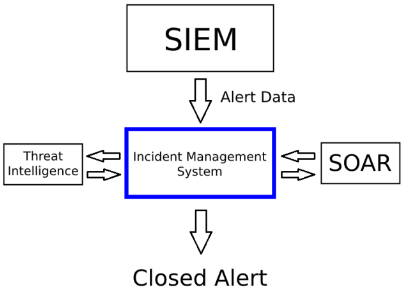 SIEM
Alert Data
Threat
Intelligence
Incident Management
System
SOAR
Closed Alert